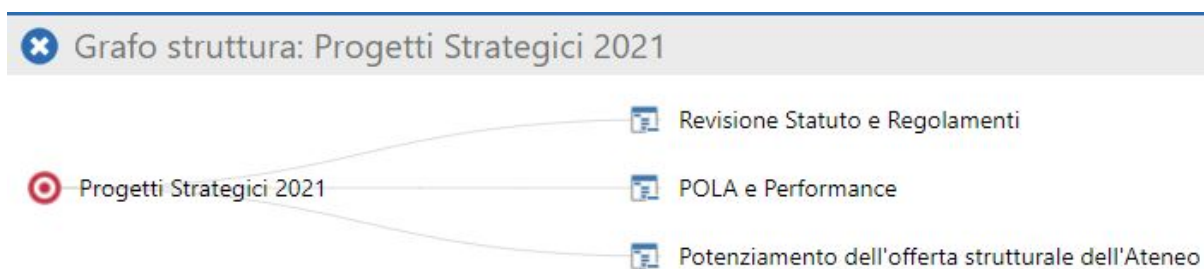 Grafo struttura: Progetti Strategici 2021
Revisione Statuto e Regolamenti
Progetti Strategici 2021
POLA e Performance
Potenziamento dell'offerta strutturale dell'Ateneo